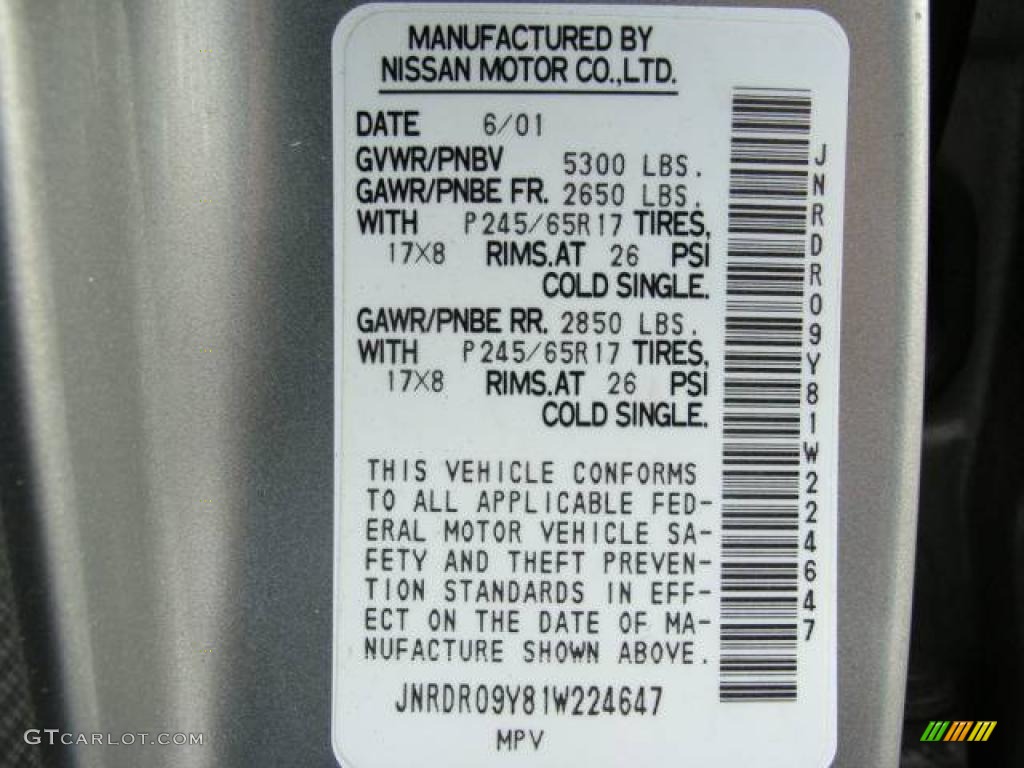 MANUFACTURED BY
NISSAN MOTOR CO.,LTD.
DATE 6/01
GVWR/PNBV 5300 LBS.
GAWR/PNBE FR. 2650 LBS.
WITH P245/65R17 TIRES,
17X8 RIMS.AT 26 PSI
COLD SINGLE.
GAWR/PNBE RR. 2850 LBS.
WITH P245/65R17 TIRES,
17X8 RIMS.AT 26 PSI
COLD SINGLE.
THIS VEHICLE CONFORMS
TO ALL APPLICABLE FED-
ERAL MOTOR VEHICLE SA-
FETY AND THEFT PREVEN-
TION STANDARDS IN EFF-
ECT ON THE DATE OF MA-
NUFACTURE SHOWN ABOVE.
JNRDR09Y81W224647
MPV
JNRDR09Y81W224647
GTCarlot.com